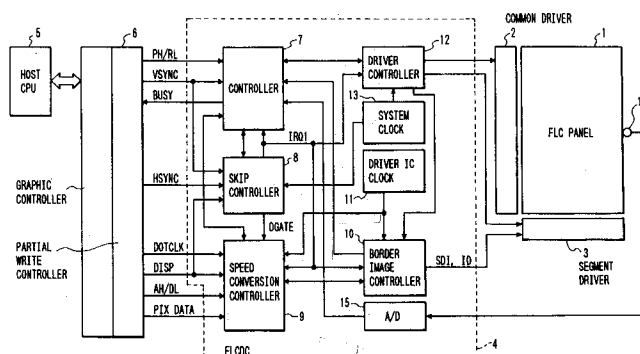 COMMON DRIVER
5
6
7
12
2
1
HOST
CPU
PH/RL
VSYNC
BUSY
CONTROLLER
DRIVER
CONTROLLER
13
SYSTEM
CLOCK
FLC PANEL
IRQ1
8
SKIP
CONTROLLER
HSYNC
DRIVER IC
CLOCK
11
GRAPHIC
CONTROLLER
DGATE
10
PARTIAL
WRITE
CONTROLLER
DOTCLK
DISP
AH/DL
PIX DATA
SPEED
CONVERSION
CONTROLLER
9
BORDER
IMAGE
CONTROLLER
SDI, IO
3
SEGMENT
DRIVER
15
A/D
4